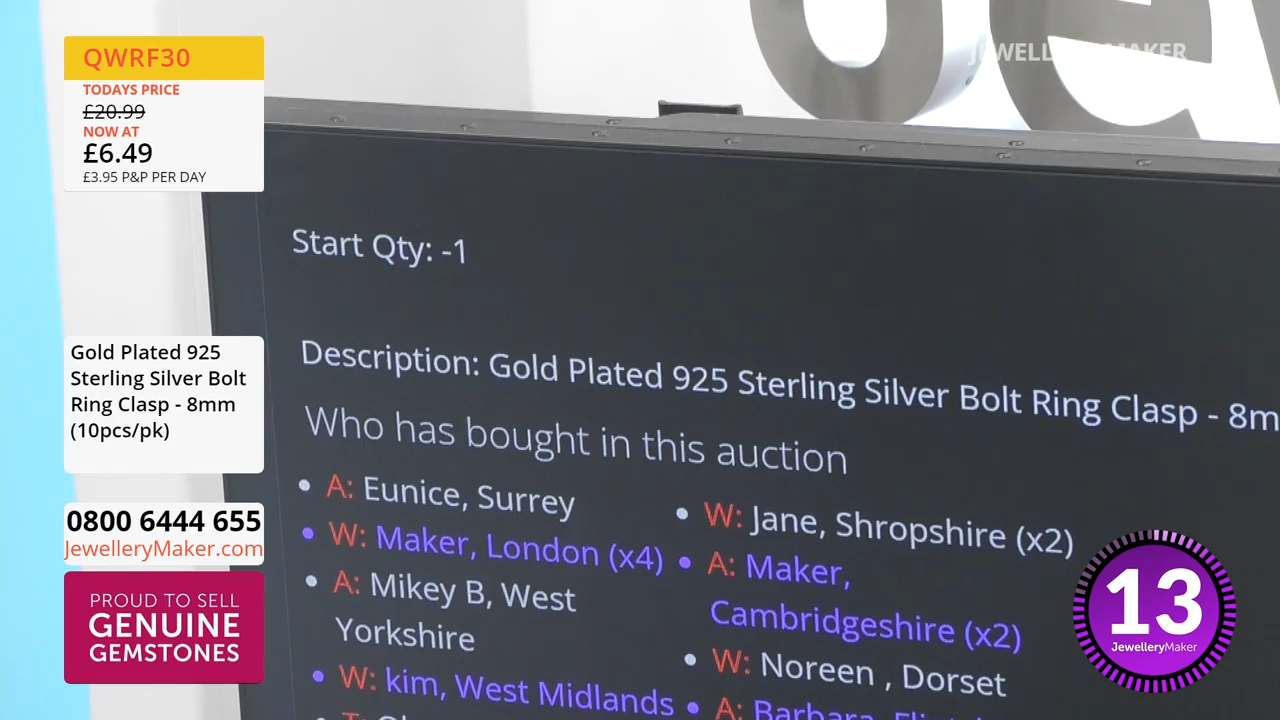 QWRF30
TODAYS PRICE
£20.99
NOW AT
£6.49
£3.95 P&P PER DAY
JEWELLERYMAKER
Start Qty: -1
Description: Gold Plated 925 Sterling Silver Bolt Ring Clasp - 8m
Who has bought in this auction
A: Eunice, Surrey
W: Maker, London (x4)
A: Mikey B, West
Yorkshire
W: kim, West Midlands
W: Jane, Shropshire (x2)
A: Maker,
Cambridgeshire (x2)
W: Noreen , Dorset
A: Barbara,
Gold Plated 925
Sterling Silver Bolt
Ring Clasp - 8mm
(10pcs/pk)
0800 6444 655
JewelleryMaker.com
PROUD TO SELL
GENUINE
GEMSTONES
13
JewelleryMaker